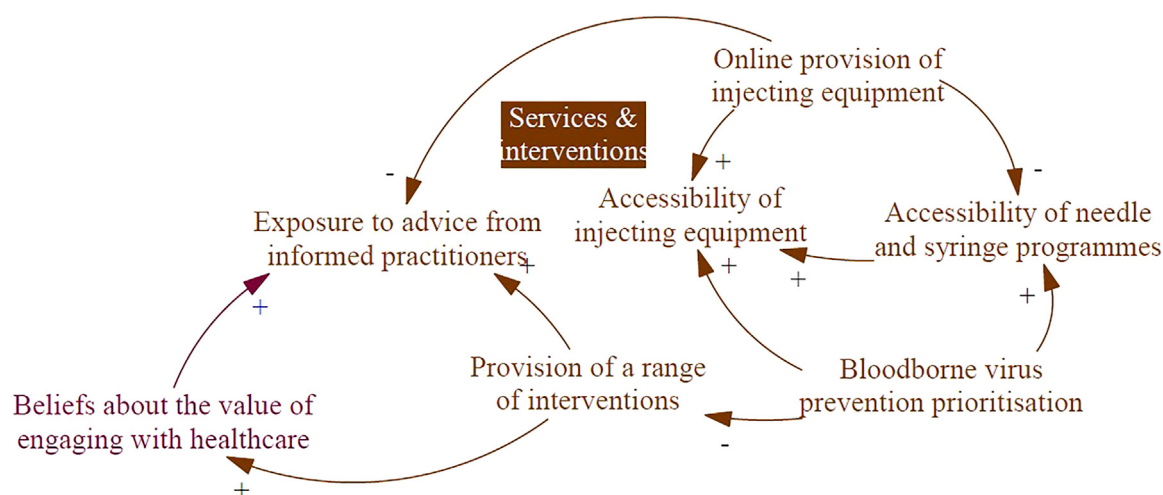 Online provision of
injecting equipment
Services &
interventions
-
+
-
Accessibility of
injecting equipment
Accessibility of needle
and syringe programmes
Exposure to advice from
informed practitioners
+
+
+
+
+
Provision of a range
of interventions
Bloodborne virus
prevention prioritisation
Beliefs about the value of
engaging with healthcare
-
+